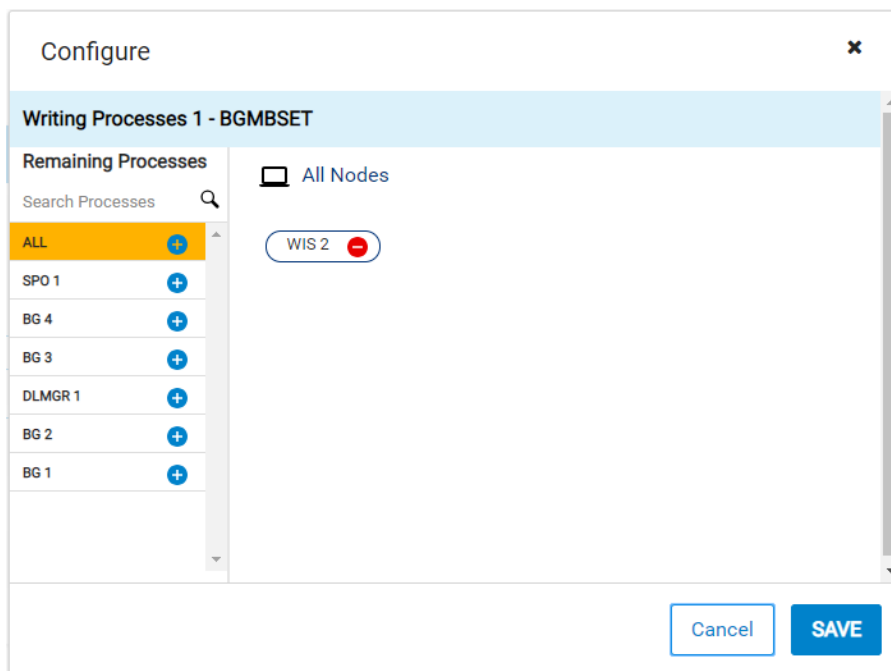 Configure
Writing Processes 1 - BGMBSET
Remaining Processes
Search Processes
ALL
SPO 1
BG 4
BG 3
DLMGR 1
BG 2
BG 1
All Nodes
WIS 2
Cancel
SAVE